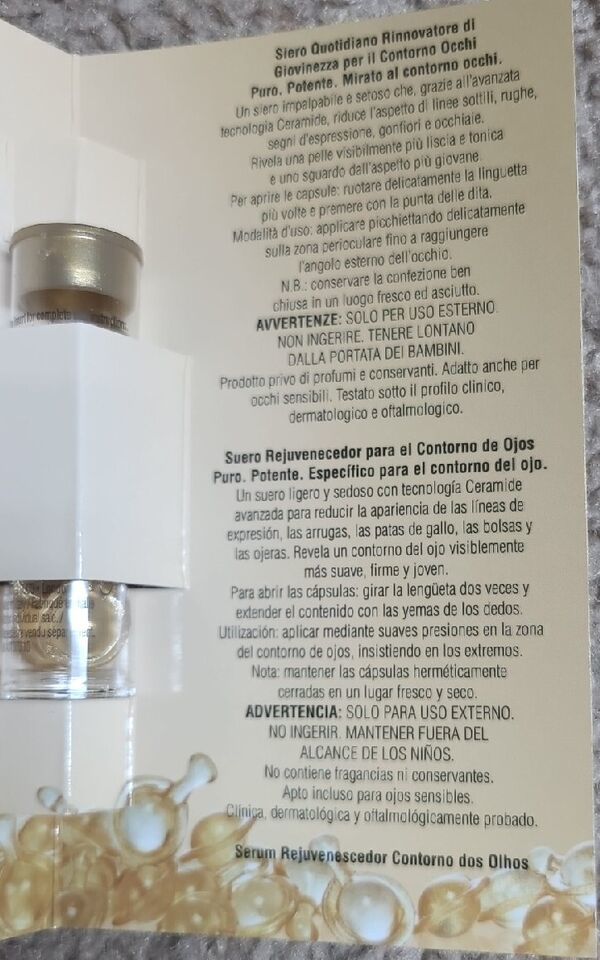 Siero Quotidiano Rinnovatore di
Giovinezza per il Contorno Occhi
Puro. Potente. Mirato al contorno occhi.
Un siero impalpabile e setoso che, grazie all'avanzata
tecnologia Ceramide, riduce l'aspetto di linee sottili, rughe,
segni d'espressione, gonfiori e occhiaie.
Rivela una pelle visibilmente più liscia e tonica
e uno sguardo dall'aspetto più giovane.
Per aprire le capsule: ruotare delicatamente la linguetta
più volte e premere con la punta delle dita.
Modalità d'uso: applicare picchiettando delicatamente
sulla zona perioculare fino a raggiungere
l'angolo esterno dell'occhio.
N.B.: conservare la confezione ben
chiusa in un luogo fresco ed asciutto.
AVVERTENZE: SOLO PER USO ESTERNO.
NON INGERIRE. TENERE LONTANO
DALLA PORTATA DEI BAMBINI.
Prodotto privo di profumi e conservanti. Adatto anche per
occhi sensibili. Testato sotto il profilo clinico,
dermatologico e oftalmologico.
Suero Rejuvenecedor para el Contorno de Ojos
Puro. Potente. Específico para el contorno del ojo.
Un suero ligero y sedoso con tecnología Ceramide
avanzada para reducir la apariencia de las líneas de
expresión, las arrugas, las patas de gallo, las bolsas y
las ojeras. Revela un contorno del ojo visiblemente
más suave, firme y joven.
Para abrir las cápsulas: girar la lengüeta dos veces y
extender el contenido con las yemas de los dedos.
Utilización: aplicar mediante suaves presiones en la zona
del contorno de ojos, insistiendo en los extremos.
Nota: mantener las cápsulas herméticamente
cerradas en un lugar fresco y seco.
ADVERTENCIA: SOLO PARA USO EXTERNO.
NO INGERIR. MANTENER FUERA DEL
ALCANCE DE LOS NIÑOS.
No contiene fragancias ni conservantes.
Apto incluso para ojos sensibles.
Clínica, dermatológica y oftalmológicamente probado.
Serum Rejuvenescedor Contorno dos Olhos
insert for complete